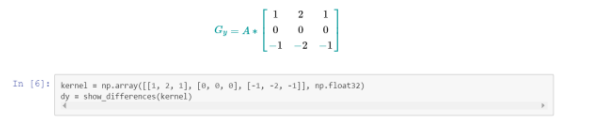 1 2 1
G_y = A * 0 0 0
-1 -2 -1
In [6]: kernel = np.array([[1, 2, 1], [0, 0, 0], [-1, -2, -1]], np.float32)
dy = show_differences(kernel)